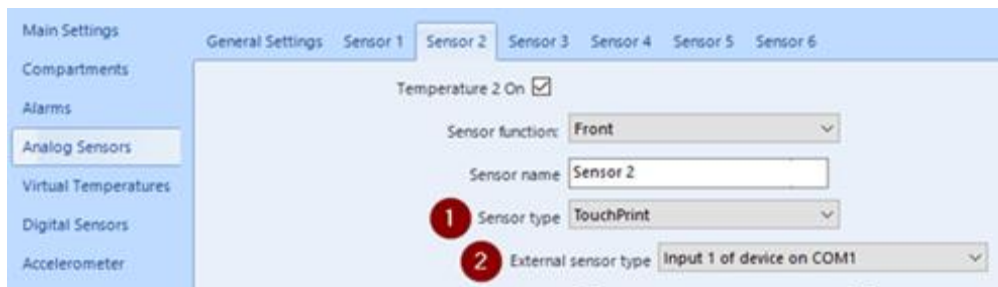 Main Settings
General Settings Sensor 1 Sensor 2 Sensor 3 Sensor 4 Sensor 5 Sensor 6
Compartments
Temperature 2 On
Alarms
Sensor function: Front
Analog Sensors
Sensor name Sensor 2
Virtual Temperatures
1 Sensor type TouchPrint
Digital Sensors
2 External sensor type Input 1 of device on COM1
Accelerometer